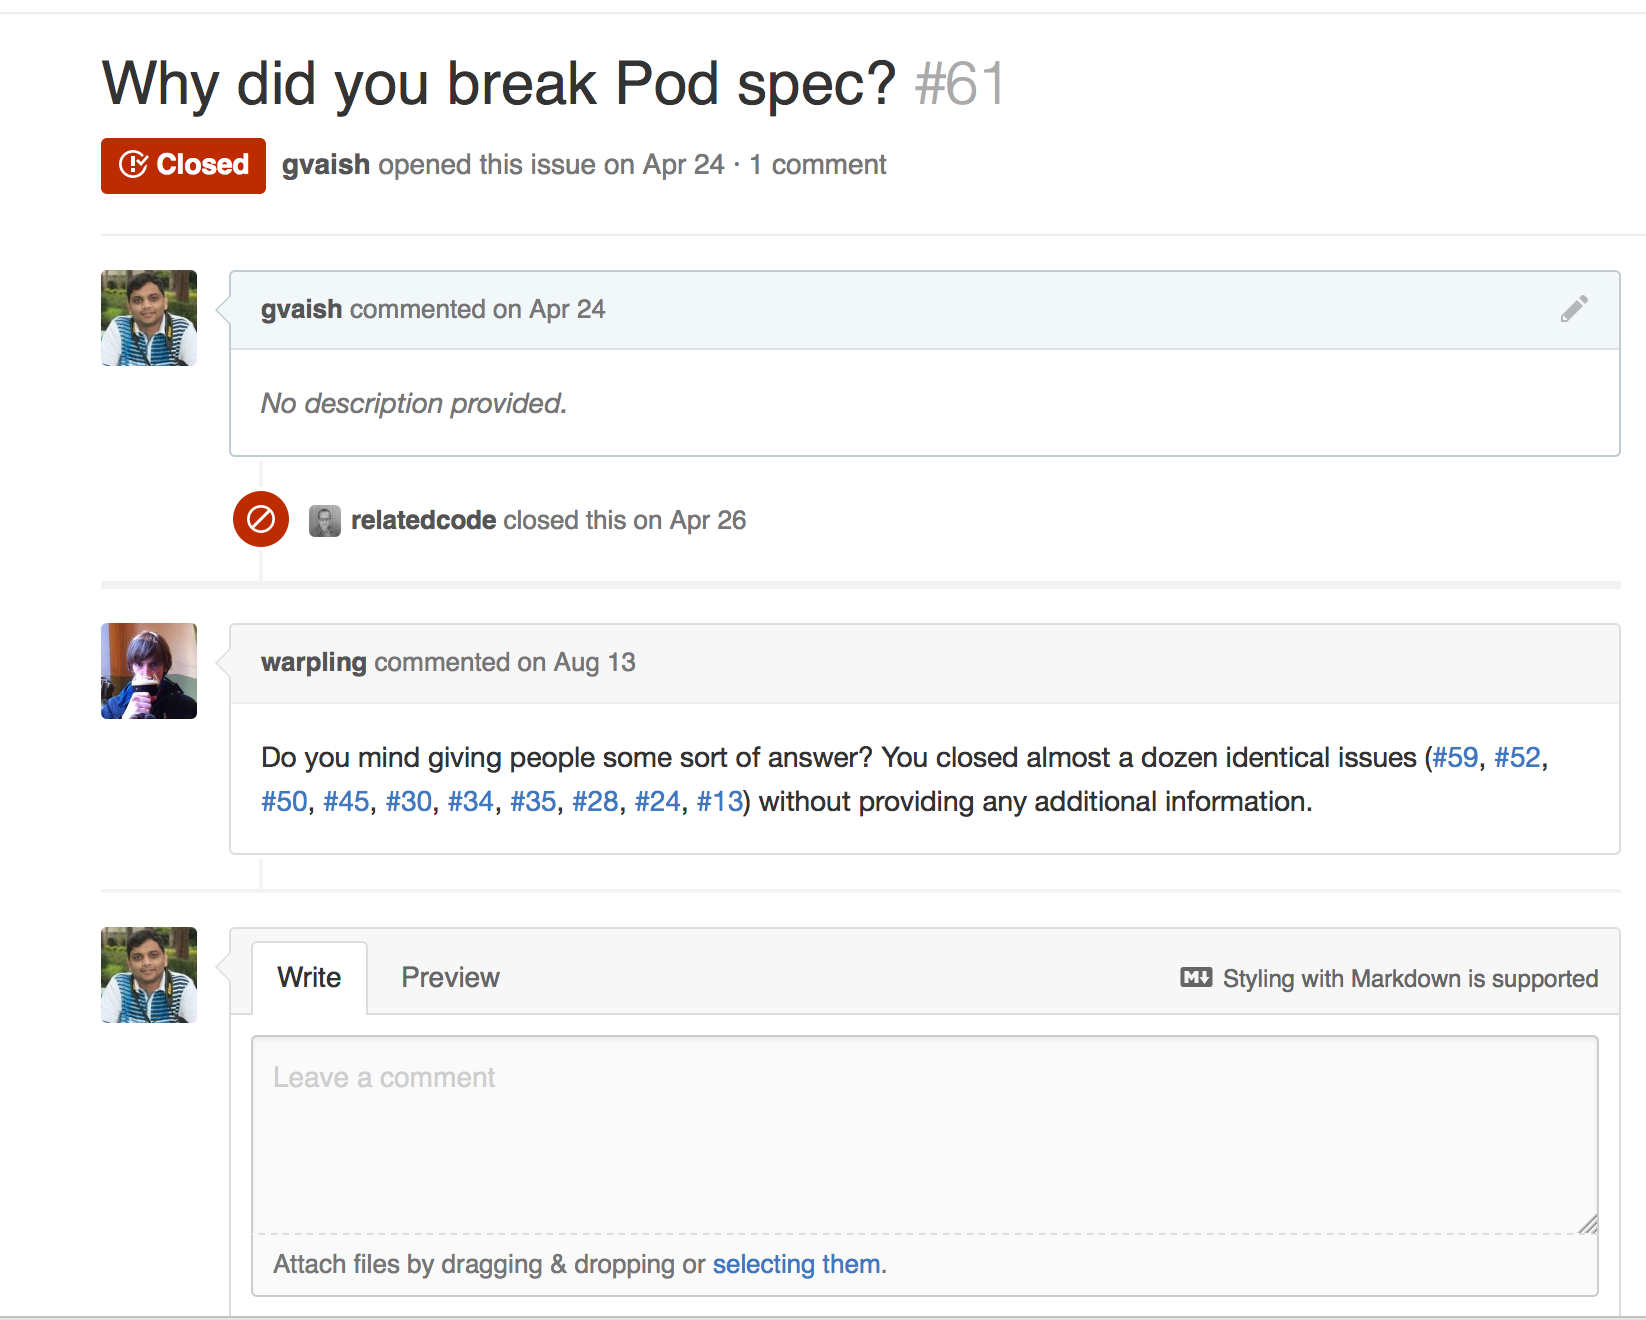 Why did you break Pod spec? #61
Closed gvaish opened this issue on Apr 24 · 1 comment
gvaish commented on Apr 24
No description provided.
relatedcode closed this on Apr 26
warpling commented on Aug 13
Do you mind giving people some sort of answer? You closed almost a dozen identical issues (#59, #52,
#50, #45, #30, #34, #35, #28, #24, #13) without providing any additional information.
Write Preview M↓ Styling with Markdown is supported
Leave a comment
Attach files by dragging & dropping or selecting them.